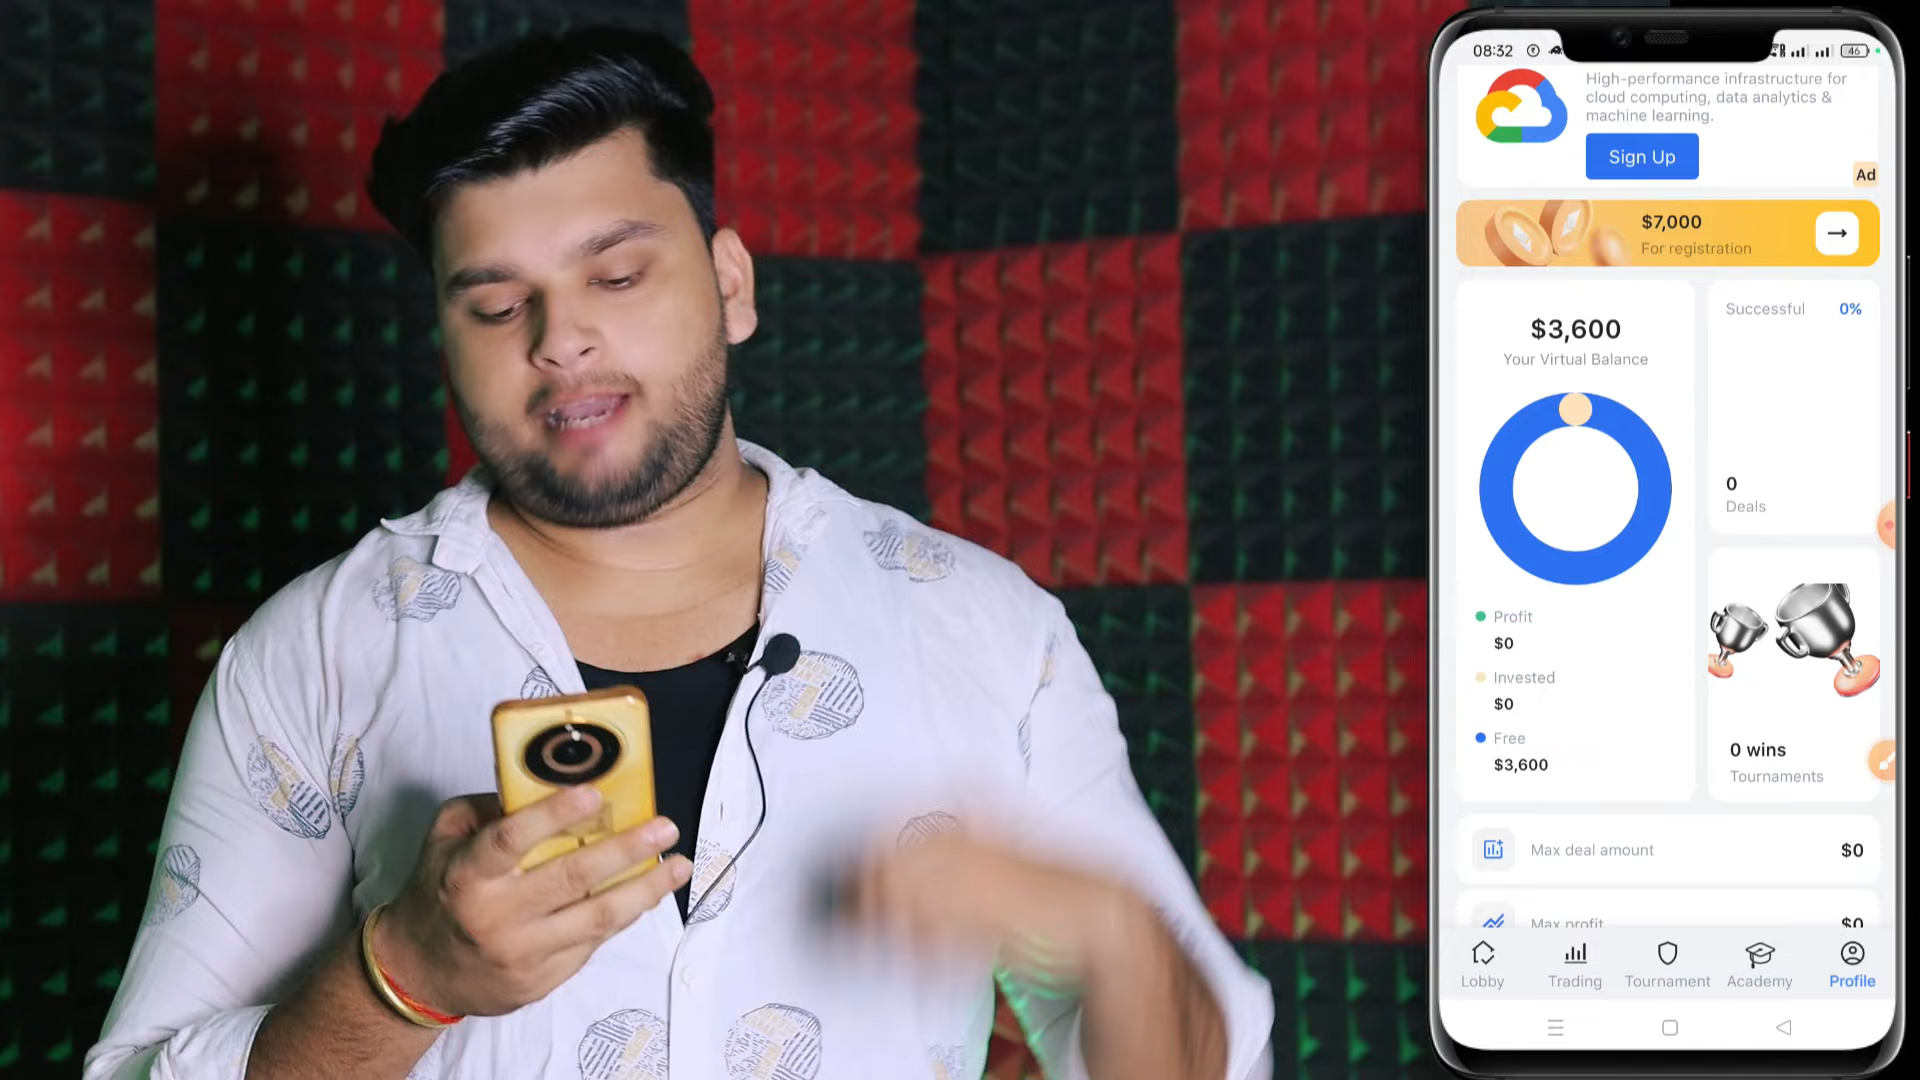 08:32
46
High-performance infrastructure for
cloud computing, data analytics &
machine learning.
Sign Up
Ad
$7,000
For registration
$3,600
Your Virtual Balance
Successful 0%
0
Deals
Profit
$0
Invested
$0
Free
$3,600
0 wins
Tournaments
Max deal amount $0
Max profit $0
Lobby Trading Tournament Academy Profile